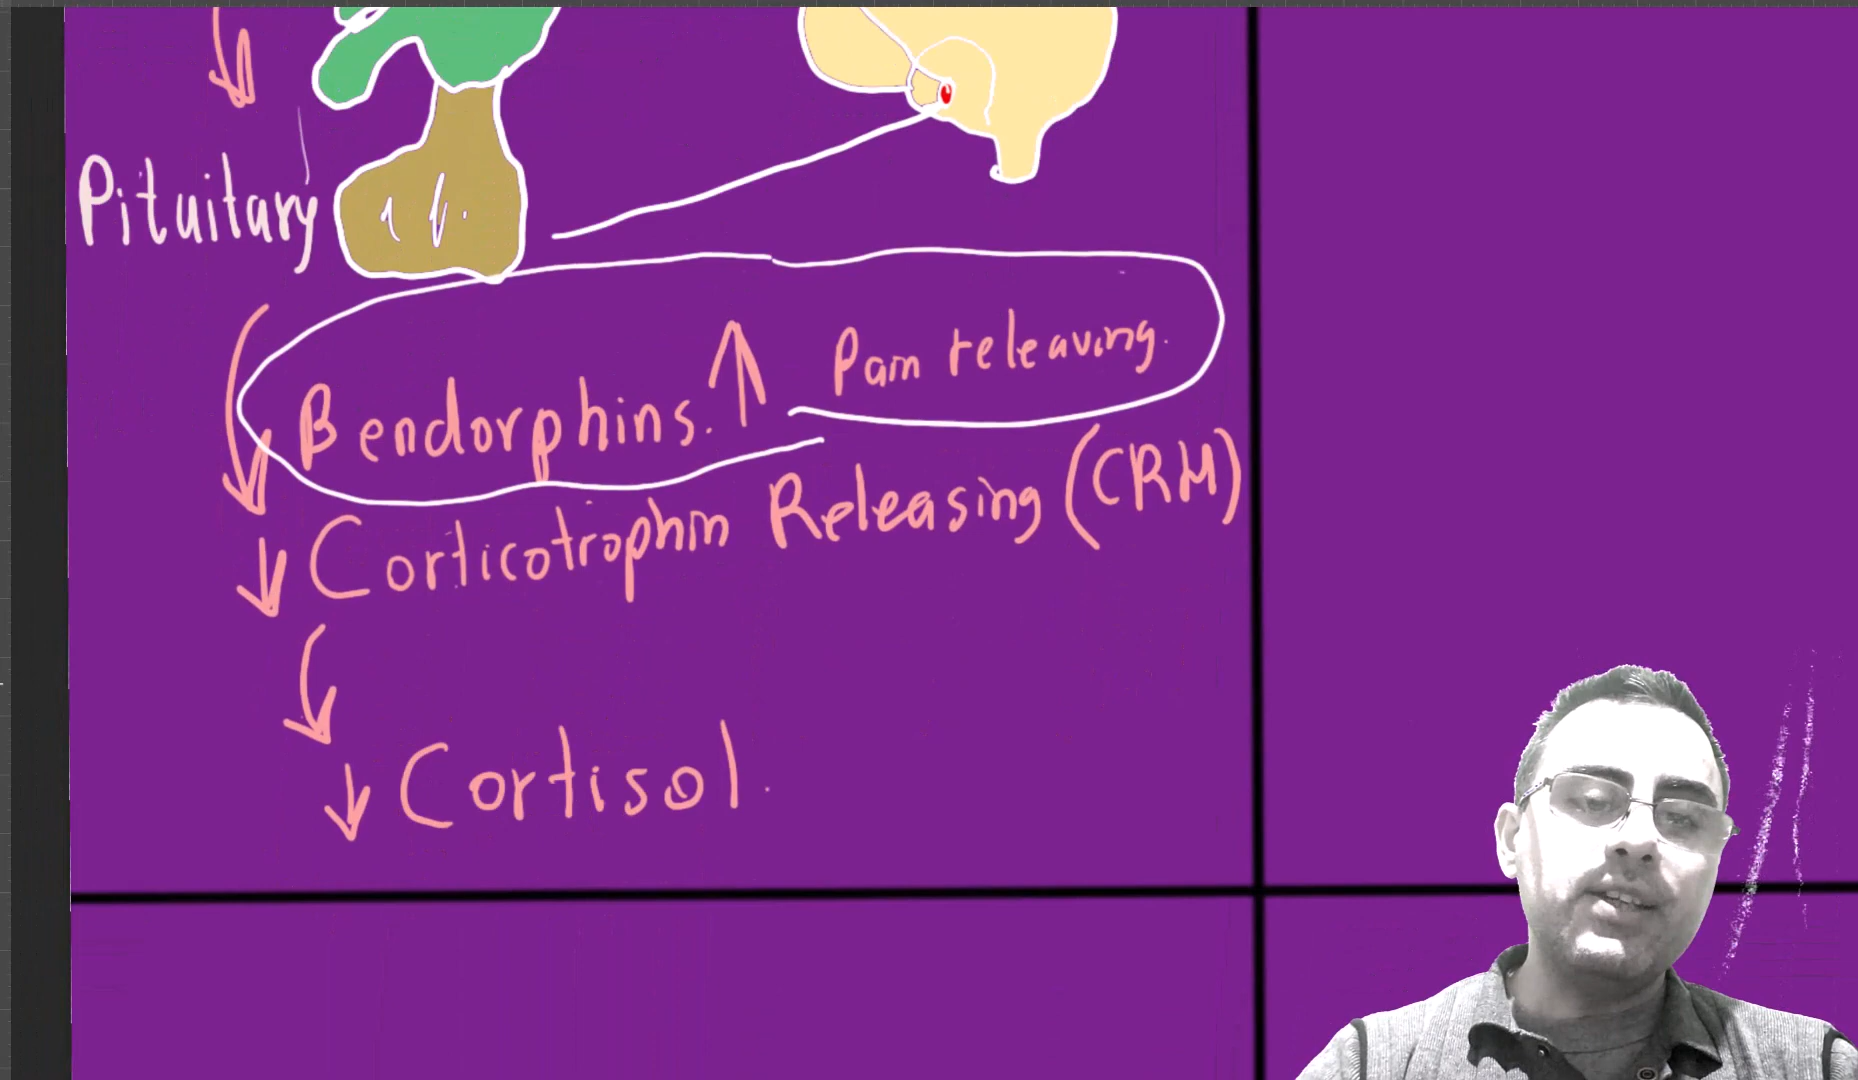 Pituitary
B endorphins. ↑ Pain releaving.
↓ Corticotrophin Releasing (CRH)
↓ Cortisol.